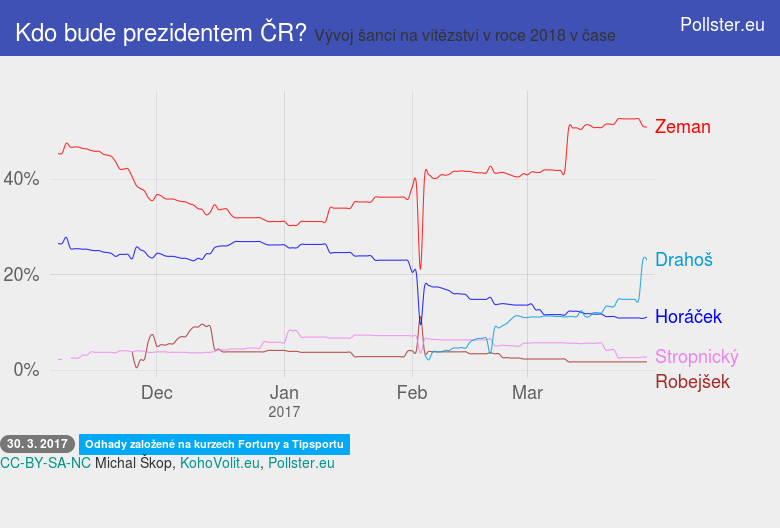 Kdo bude prezidentem ČR? Vývoj šancí na vítězství v roce 2018 v čase
Pollster.eu
Zeman
40%
Drahoš
20%
Horáček
Stropnický
0%
Robejšek
Dec Jan Feb Mar
2017
30. 3. 2017 Odhady založené na kurzech Fortuny a Tipsportu
CC-BY-SA-NC Michal Škop, KohoVolit.eu, Pollster.eu